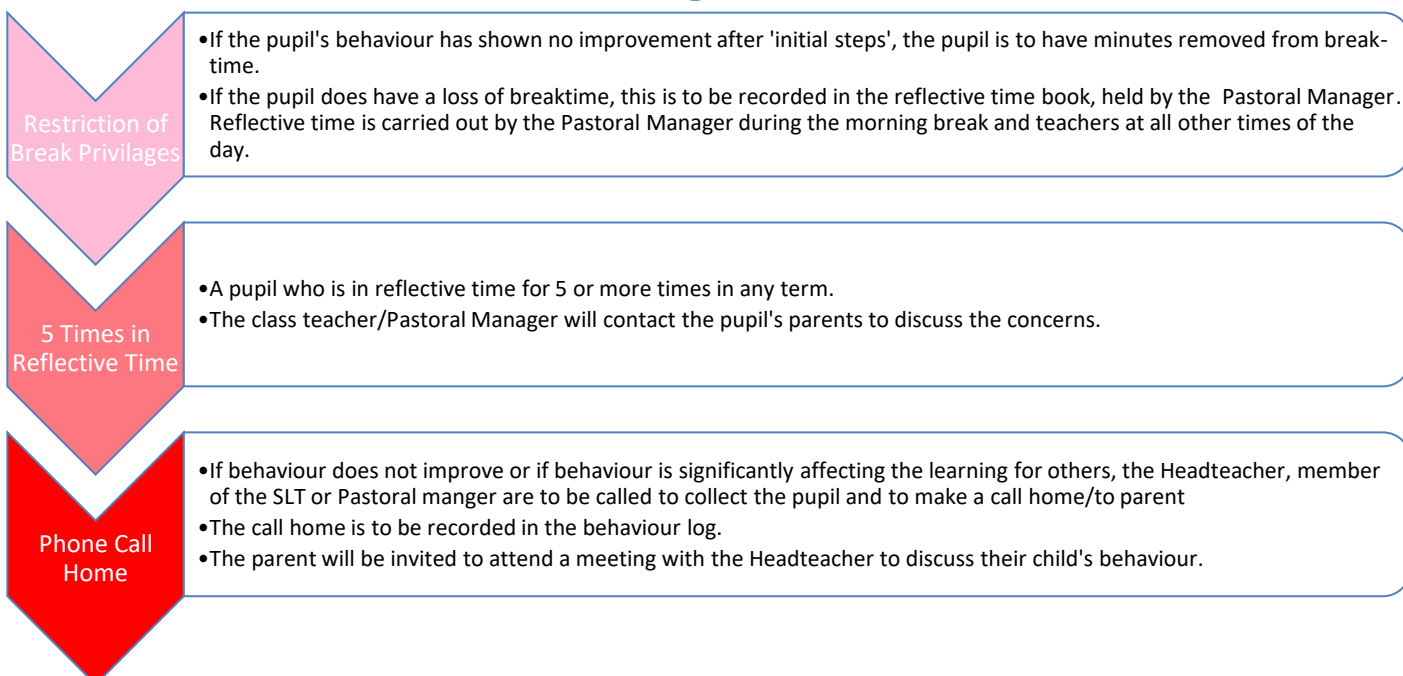 Restriction of
Break Privilages
•If the pupil's behaviour has shown no improvement after 'initial steps', the pupil is to have minutes removed from break-
time.
•If the pupil does have a loss of breaktime, this is to be recorded in the reflective time book, held by the Pastoral Manager.
Reflective time is carried out by the Pastoral Manager during the morning break and teachers at all other times of the
day.
5 Times in
Reflective Time
•A pupil who is in reflective time for 5 or more times in any term.
•The class teacher/Pastoral Manager will contact the pupil's parents to discuss the concerns.
Phone Call
Home
•If behaviour does not improve or if behaviour is significantly affecting the learning for others, the Headteacher, member
of the SLT or Pastoral manger are to be called to collect the pupil and to make a call home/to parent
•The call home is to be recorded in the behaviour log.
•The parent will be invited to attend a meeting with the Headteacher to discuss their child's behaviour.